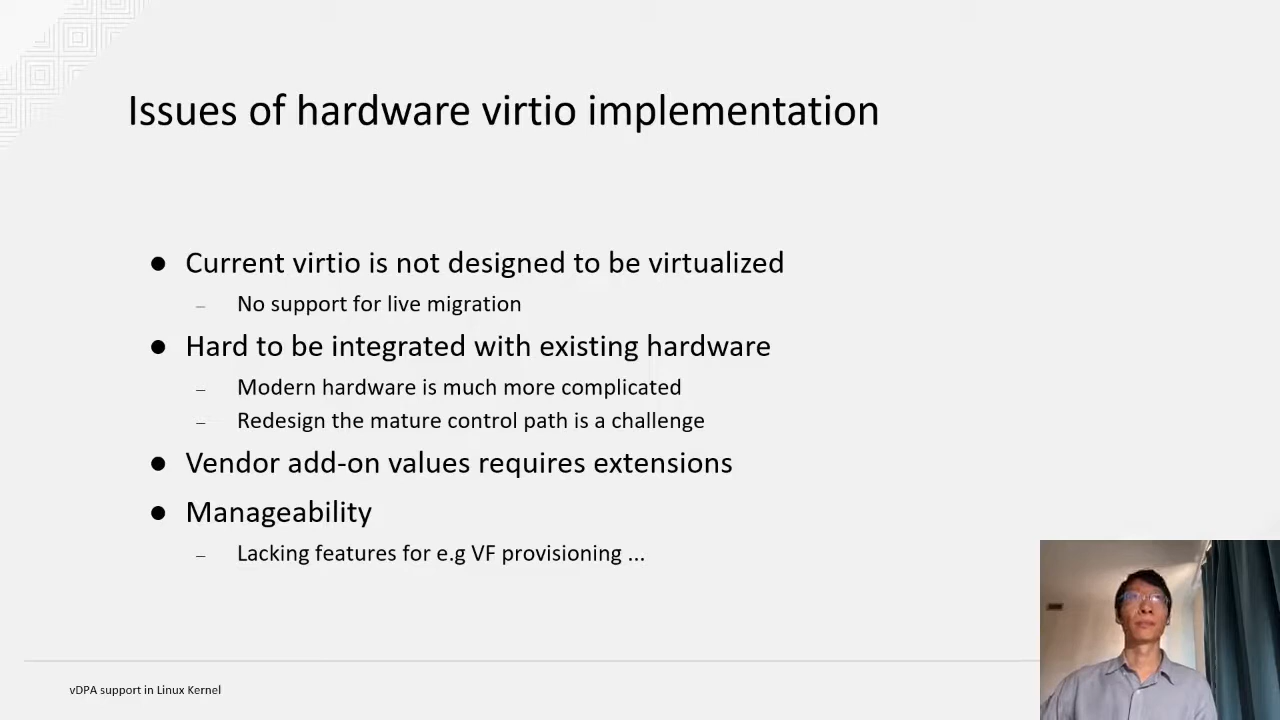 Issues of hardware virtio implementation
● Current virtio is not designed to be virtualized
– No support for live migration
● Hard to be integrated with existing hardware
– Modern hardware is much more complicated
– Redesign the mature control path is a challenge
● Vendor add-on values requires extensions
● Manageability
– Lacking features for e.g VF provisioning ...
vDPA support in Linux Kernel